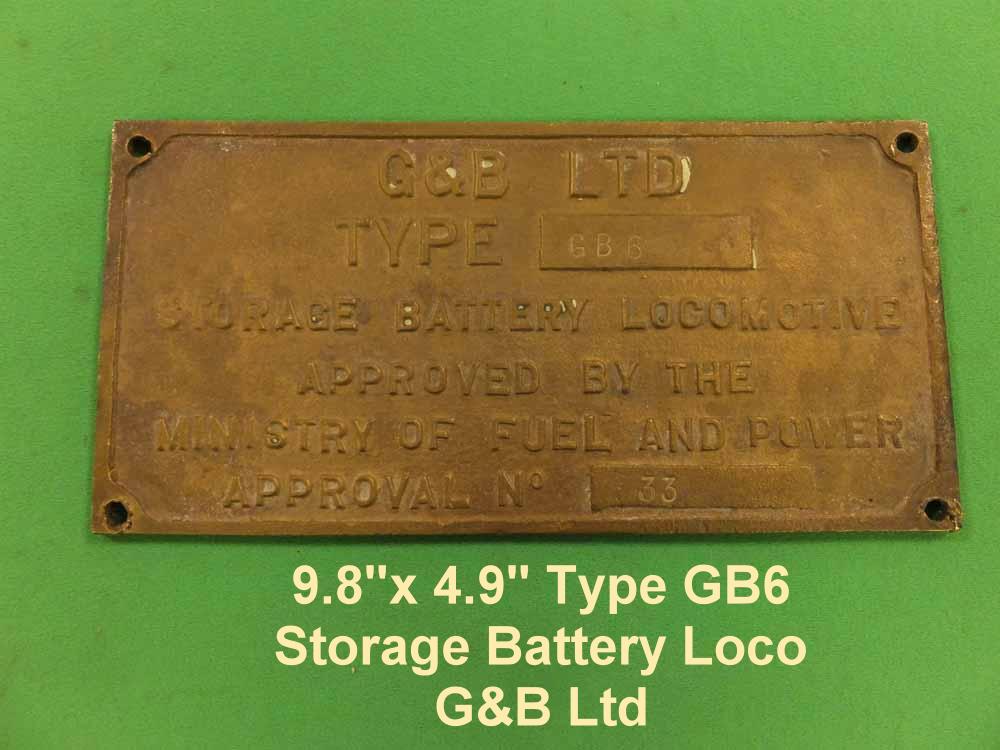 G&B LTD
TYPE GB6
STORAGE BATTERY LOCOMOTIVE
APPROVED BY THE
MINISTRY OF FUEL AND POWER
APPROVAL Nº 33
9.8"x 4.9" Type GB6
Storage Battery Loco
G&B Ltd